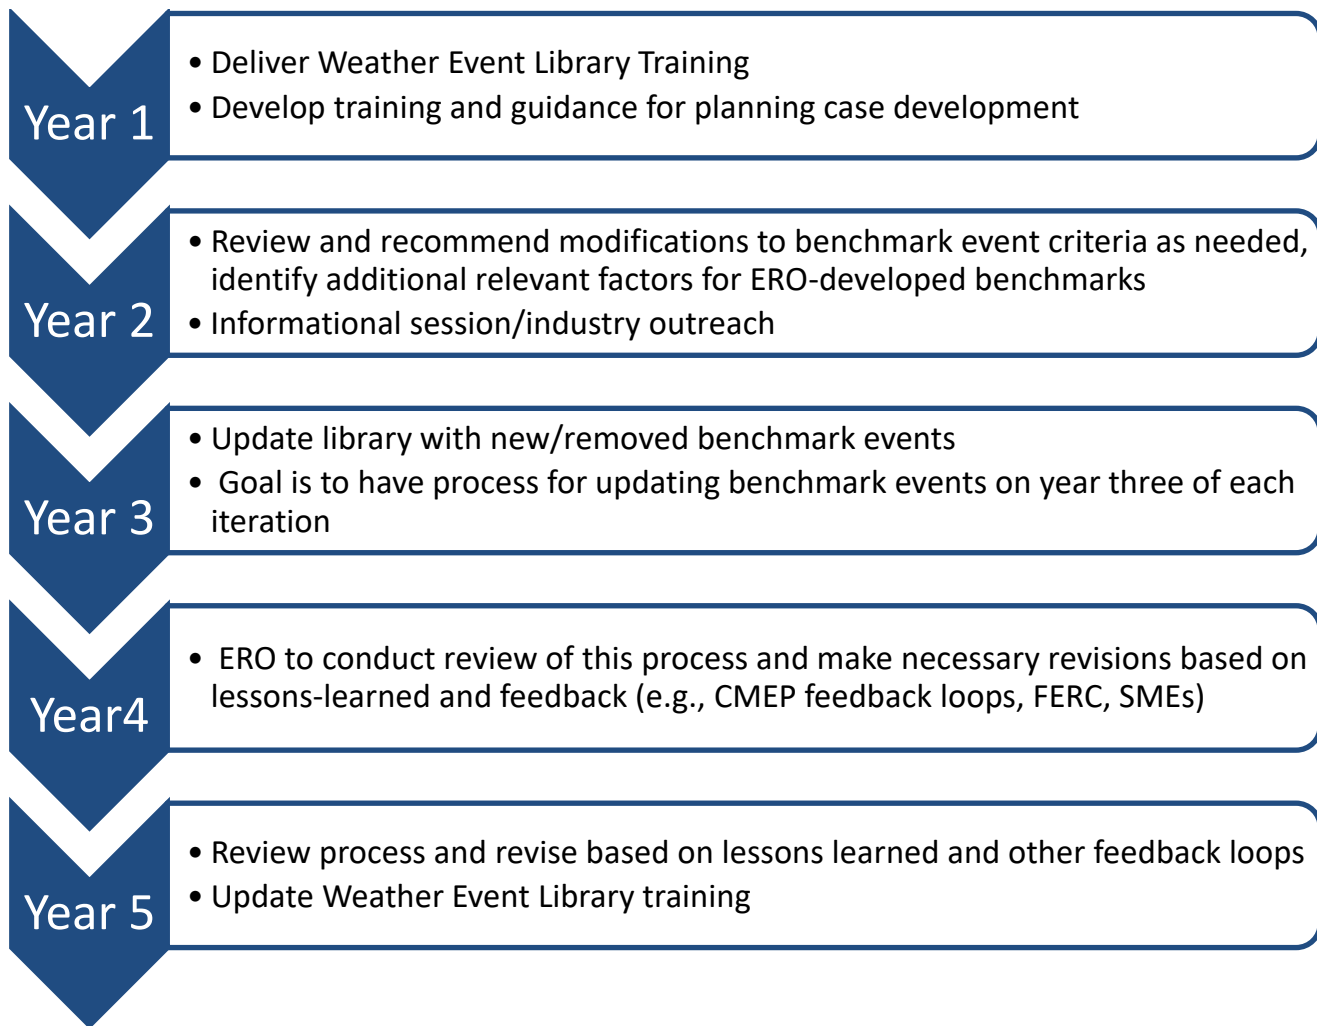 Year 1
• Deliver Weather Event Library Training
• Develop training and guidance for planning case development
Year 2
• Review and recommend modifications to benchmark event criteria as needed,
identify additional relevant factors for ERO-developed benchmarks
• Informational session/industry outreach
Year 3
• Update library with new/removed benchmark events
• Goal is to have process for updating benchmark events on year three of each
iteration
Year4
• ERO to conduct review of this process and make necessary revisions based on
lessons-learned and feedback (e.g., CMEP feedback loops, FERC, SMEs)
Year 5
• Review process and revise based on lessons learned and other feedback loops
• Update Weather Event Library training